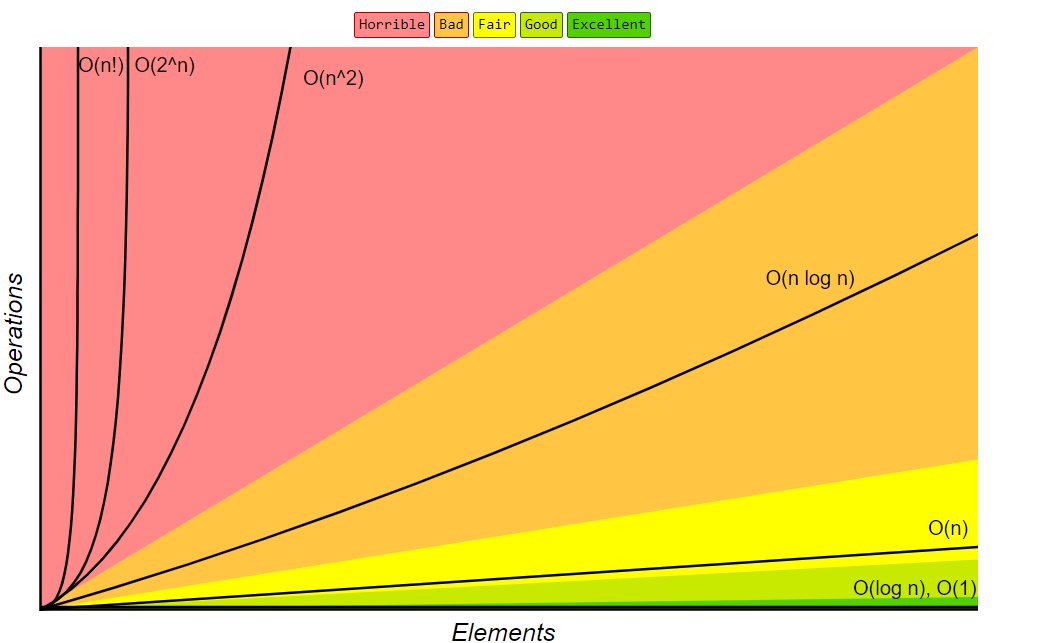 Horrible Bad Fair Good Excellent
O(n!) O(2^n)
O(n^2)
O(n log n)
Operations
O(n)
O(log n), O(1)
Elements